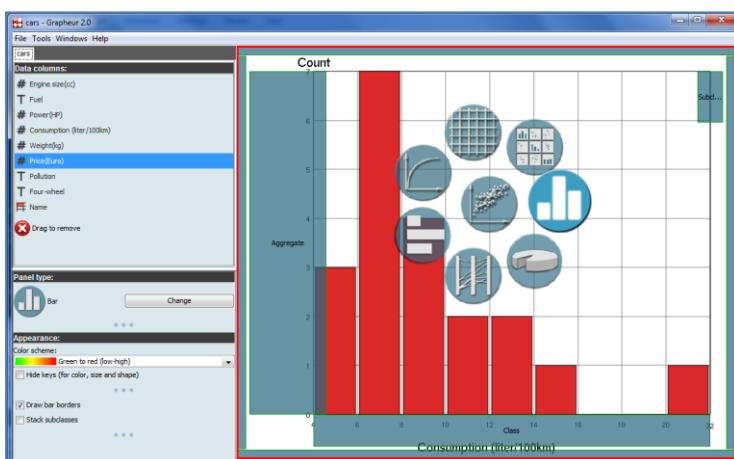 cars - Grapheur 2.0
File Tools Windows Help
cars
Data columns:
# Engine size(cc)
T Fuel
# Power(HP)
# Consumption (liter/100km)
# Weight(kg)
# Price(Euro)
T Pollution
T Four-wheel
Name
Drag to remove
Panel type:
Bar
Change
Appearance:
Color scheme:
Green to red (low-high)
Hide keys (for color, size and shape)
Draw bar borders
Stack subclasses
Count
7
6
5
4
3
2
1
0
Aggregate
Subcl...
4 6 8 10 12 14 16 18 20 22
Class
Consumption (liter/100km)